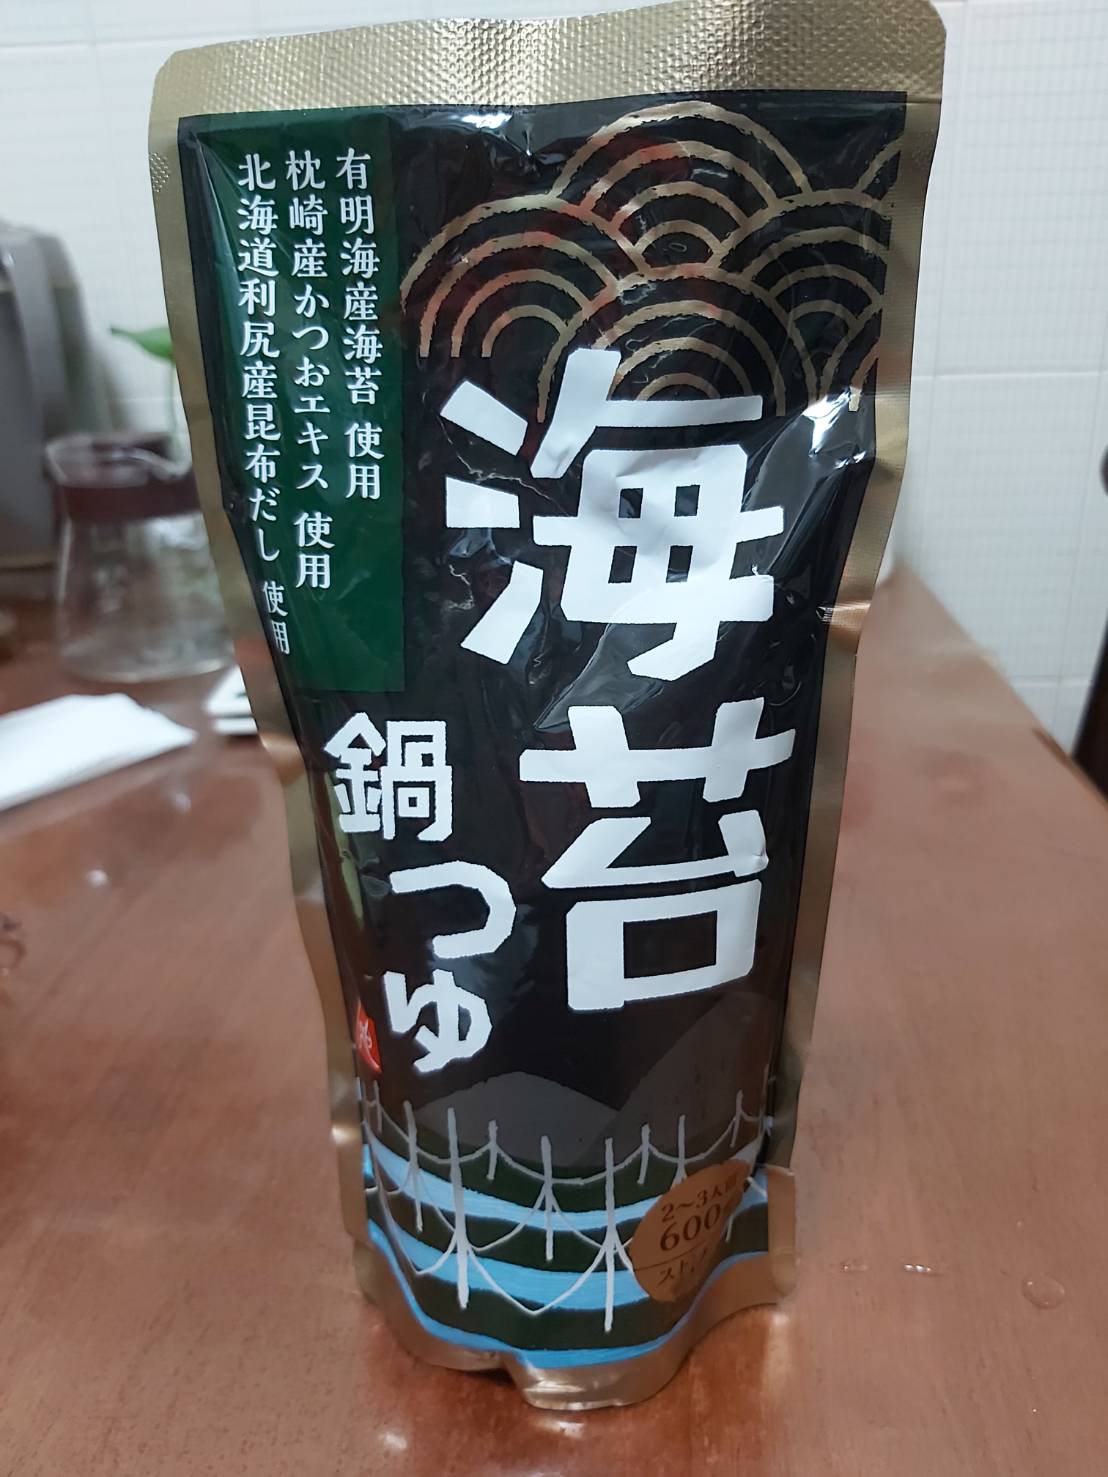 有明海産海苔 使用
枕崎産かつおエキス 使用
北海道利尻産昆布だし 使用
海苔
鍋つゆ
2〜3人前
600g